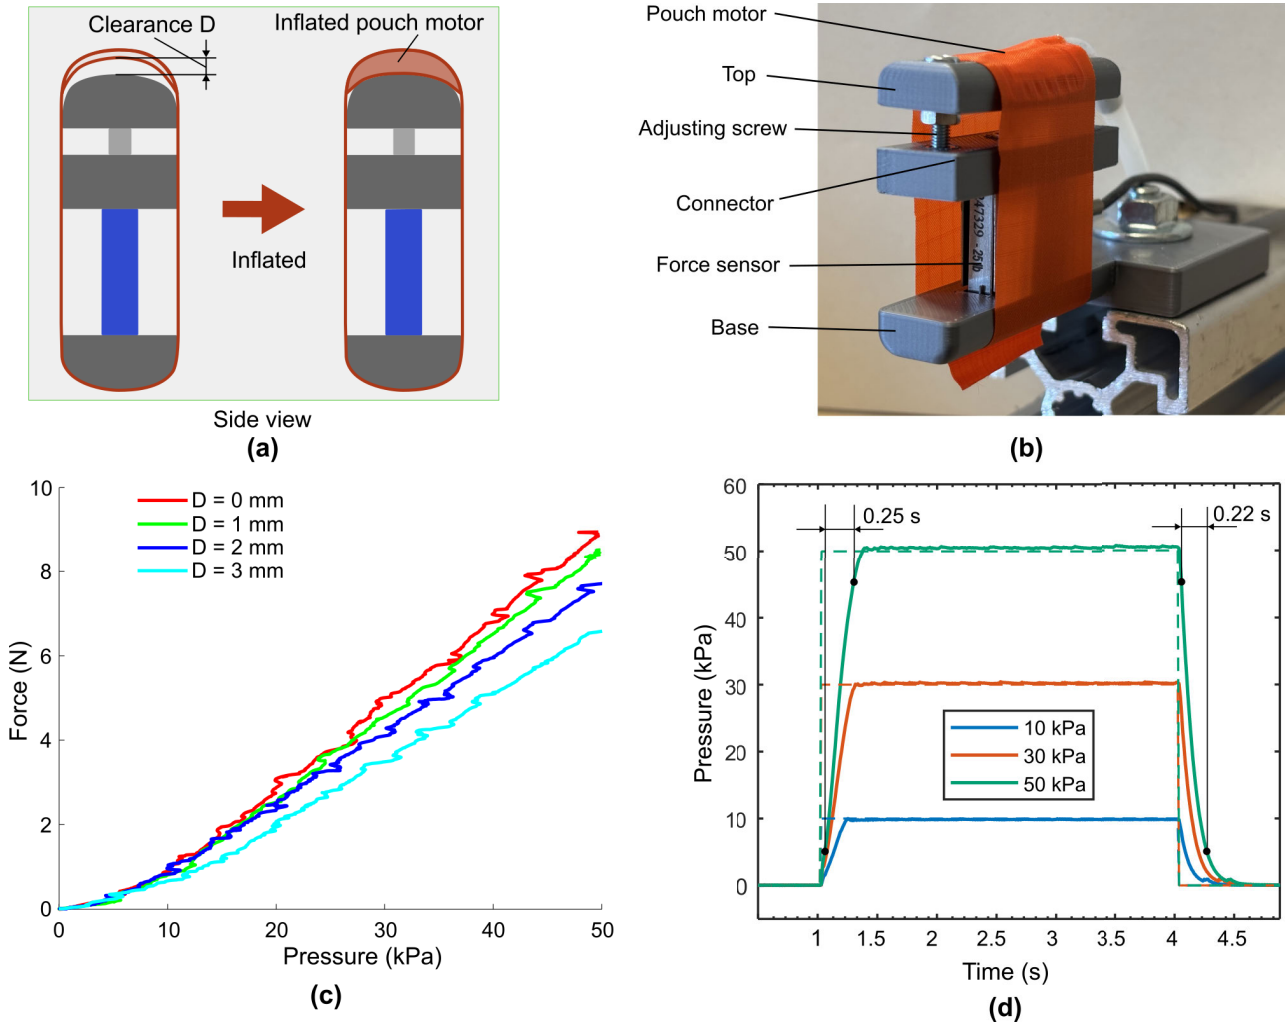 Clearance D
Inflated pouch motor
Inflated
Side view
(a)
Pouch motor
Top
Adjusting screw
Connector
Force sensor
Base
47329 - 25lb
(b)
10
8
6
4
2
0
Force (N)
D = 0 mm
D = 1 mm
D = 2 mm
D = 3 mm
0
10
20
30
40
50
Pressure (kPa)
(c)
60
50
40
30
20
10
0
Pressure (kPa)
0.25 s
0.22 s
10 kPa
30 kPa
50 kPa
1
1.5
2
2.5
3
3.5
4
4.5
Time (s)
(d)